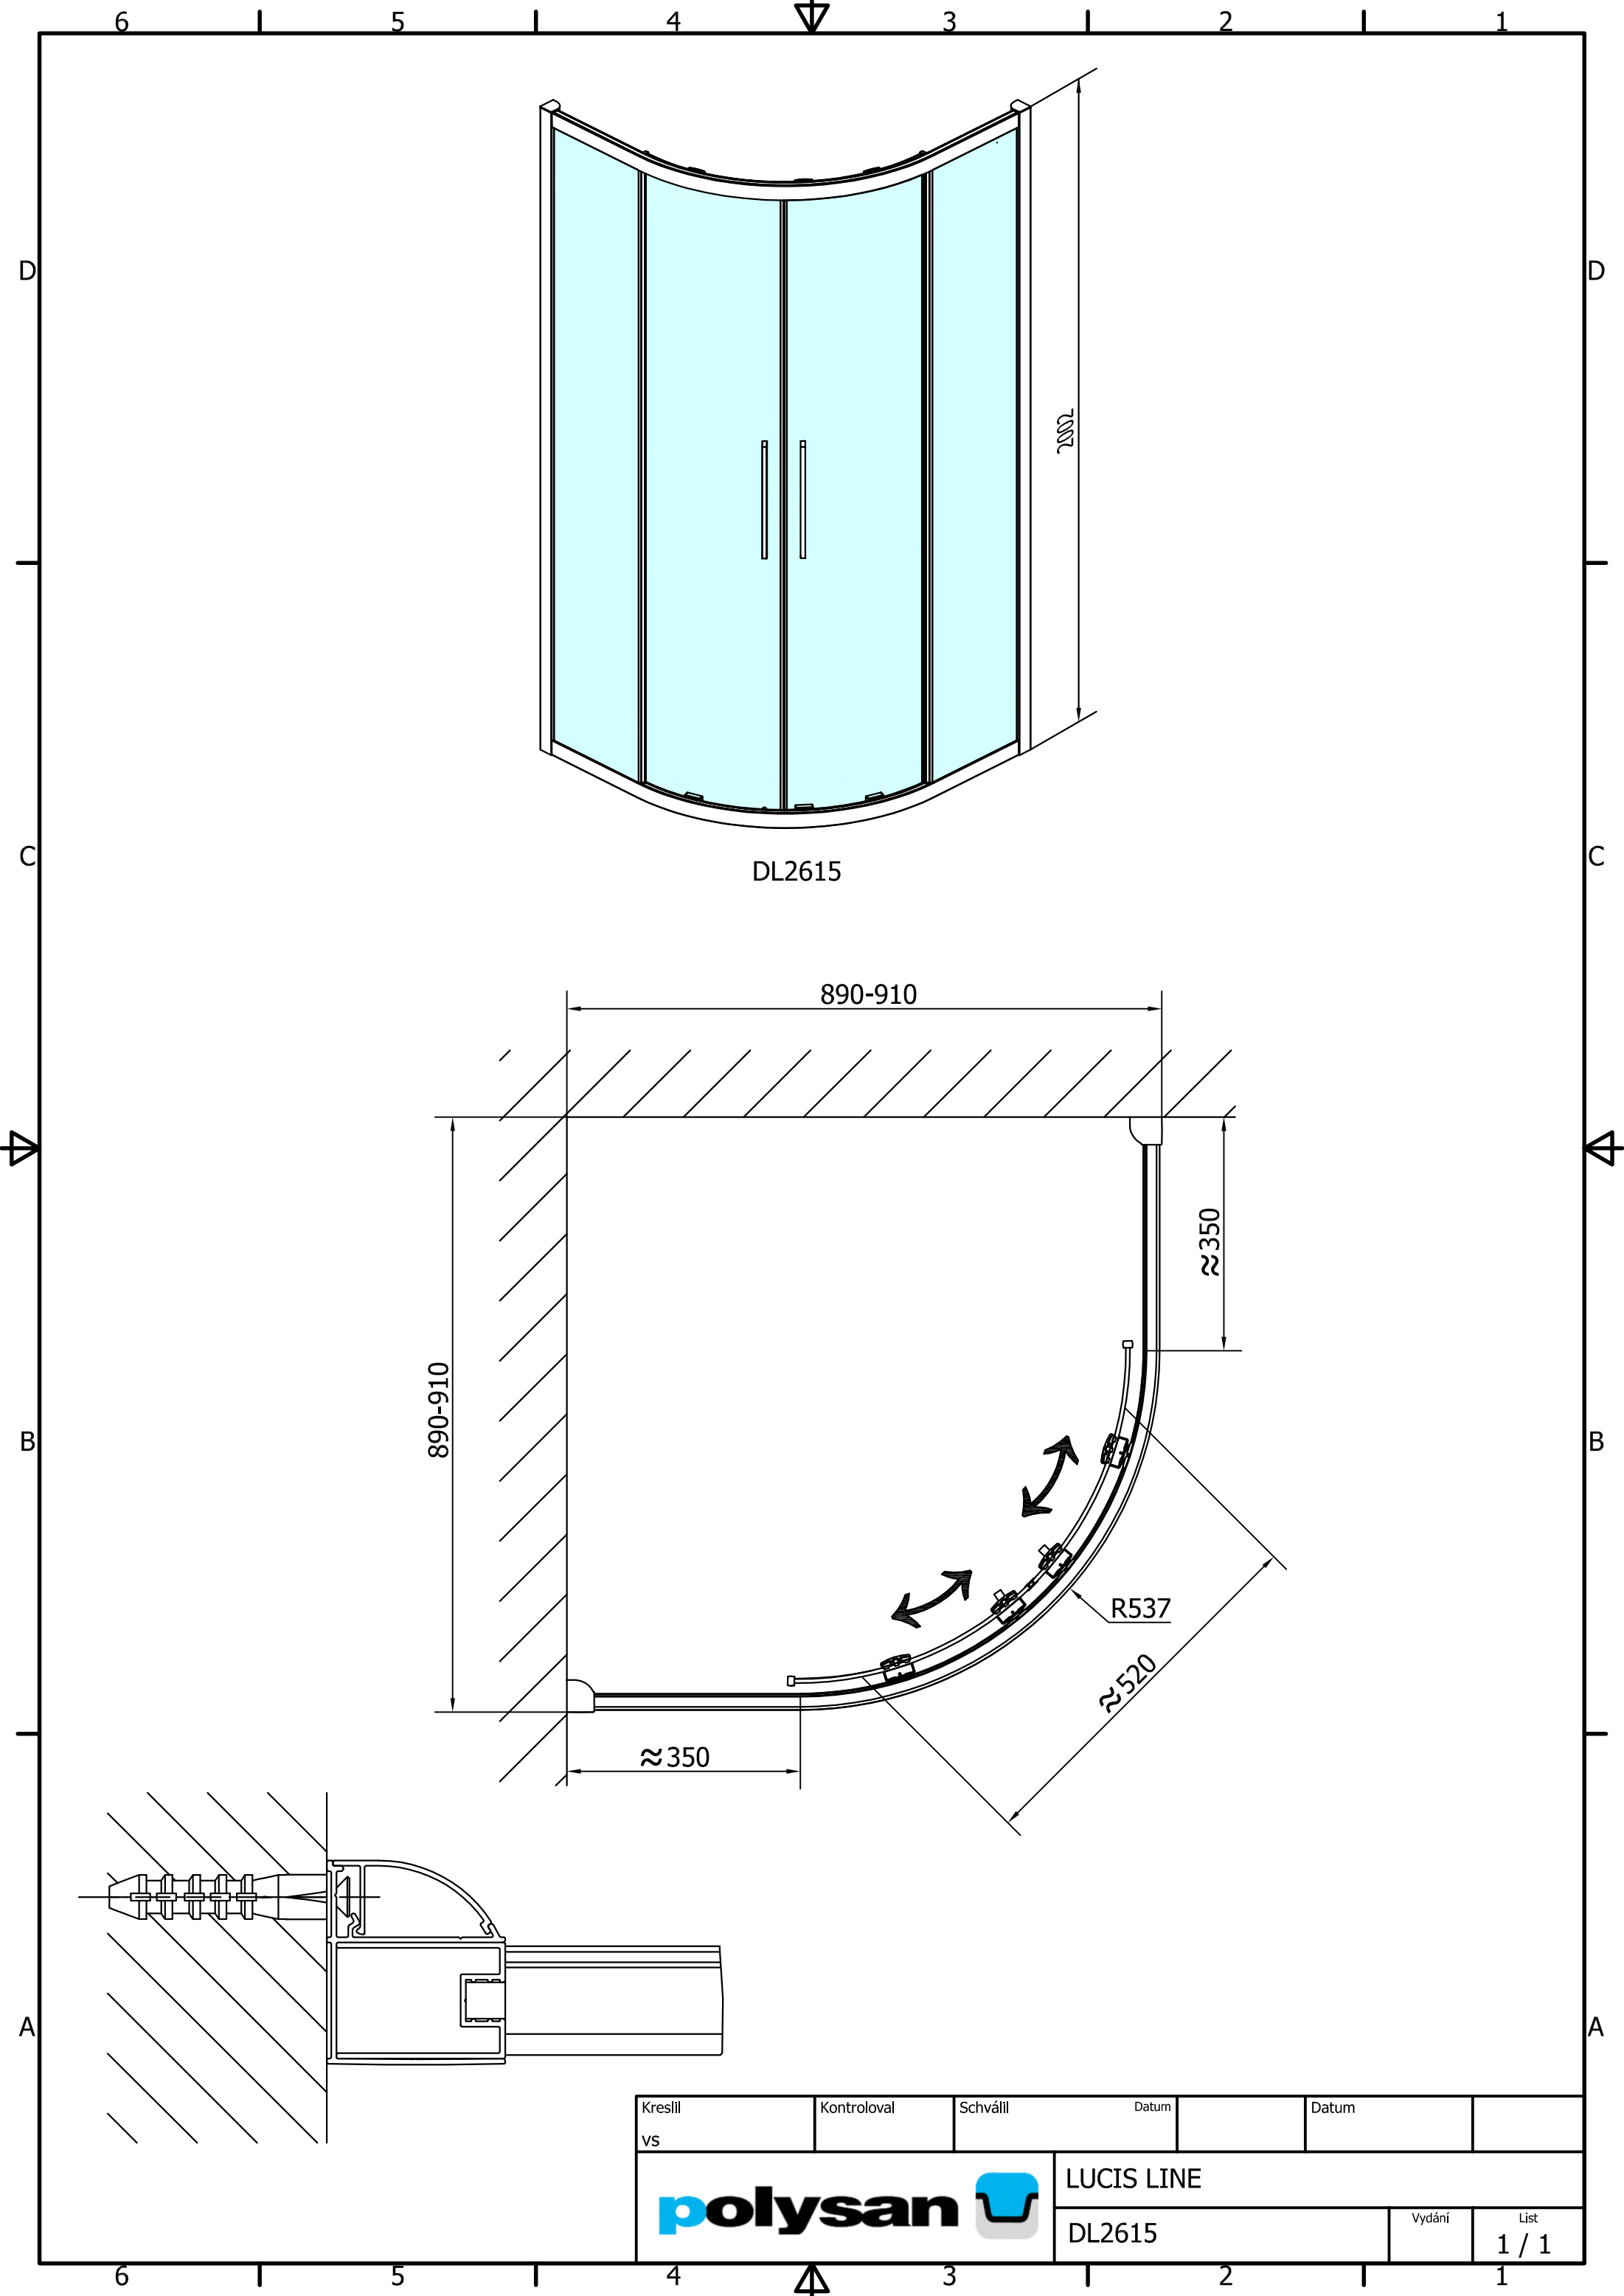 6 5 4 3 2 1
D D
2002
C C
DL2615
890-910
≈350
890-910
B B
R537
≈520
≈350
A A
Kreslil Kontroloval Schválil Datum Datum
vs
polysan
LUCIS LINE
DL2615
Vydání List
1 / 1
6 5 4 3 2 1